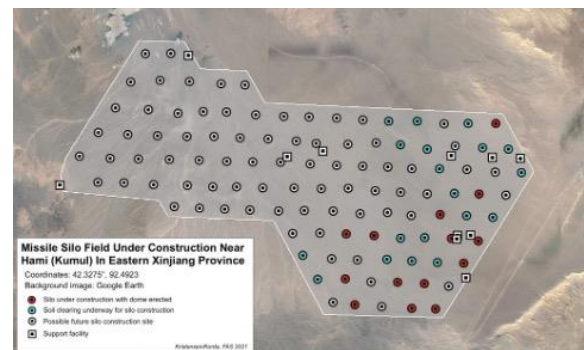 Missile Silo Field Under Construction Near
Hami (Kumul) In Eastern Xinjiang Province
Coordinates: 42.3275°, 92.4923
Background image: Google Earth
Silo under construction with dome erected
Soil clearing underway for silo construction
Possible future silo construction site
Support facility
Kristensen/Korda, FAS 2021